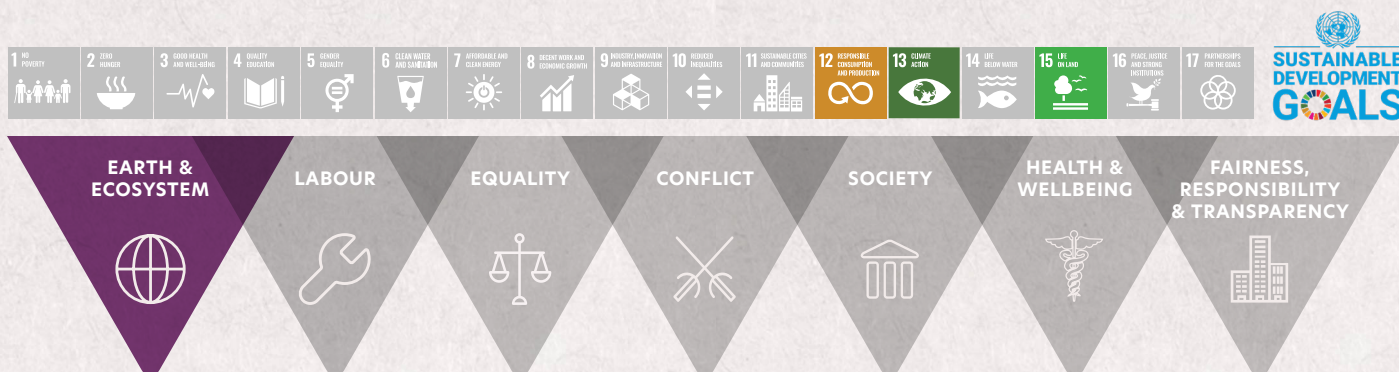 1 NO
POVERTY
2 ZERO
HUNGER
3 GOOD HEALTH
AND WELL-BEING
4 QUALITY
EDUCATION
5 GENDER
EQUALITY
6 CLEAN WATER
AND SANITATION
7 AFFORDABLE AND
CLEAN ENERGY
8 DECENT WORK AND
ECONOMIC GROWTH
9 INDUSTRY, INNOVATION
AND INFRASTRUCTURE
10 REDUCED
INEQUALITIES
11 SUSTAINABLE CITIES
AND COMMUNITIES
12 RESPONSIBLE
CONSUMPTION
AND PRODUCTION
13 CLIMATE
ACTION
14 LIFE
BELOW WATER
15 LIFE
ON LAND
16 PEACE, JUSTICE
AND STRONG
INSTITUTIONS
17 PARTNERSHIPS
FOR THE GOALS
SUSTAINABLE
DEVELOPMENT
GOALS
EARTH &
ECOSYSTEM
LABOUR
EQUALITY
CONFLICT
SOCIETY
HEALTH &
WELLBEING
FAIRNESS,
RESPONSIBILITY
& TRANSPARENCY